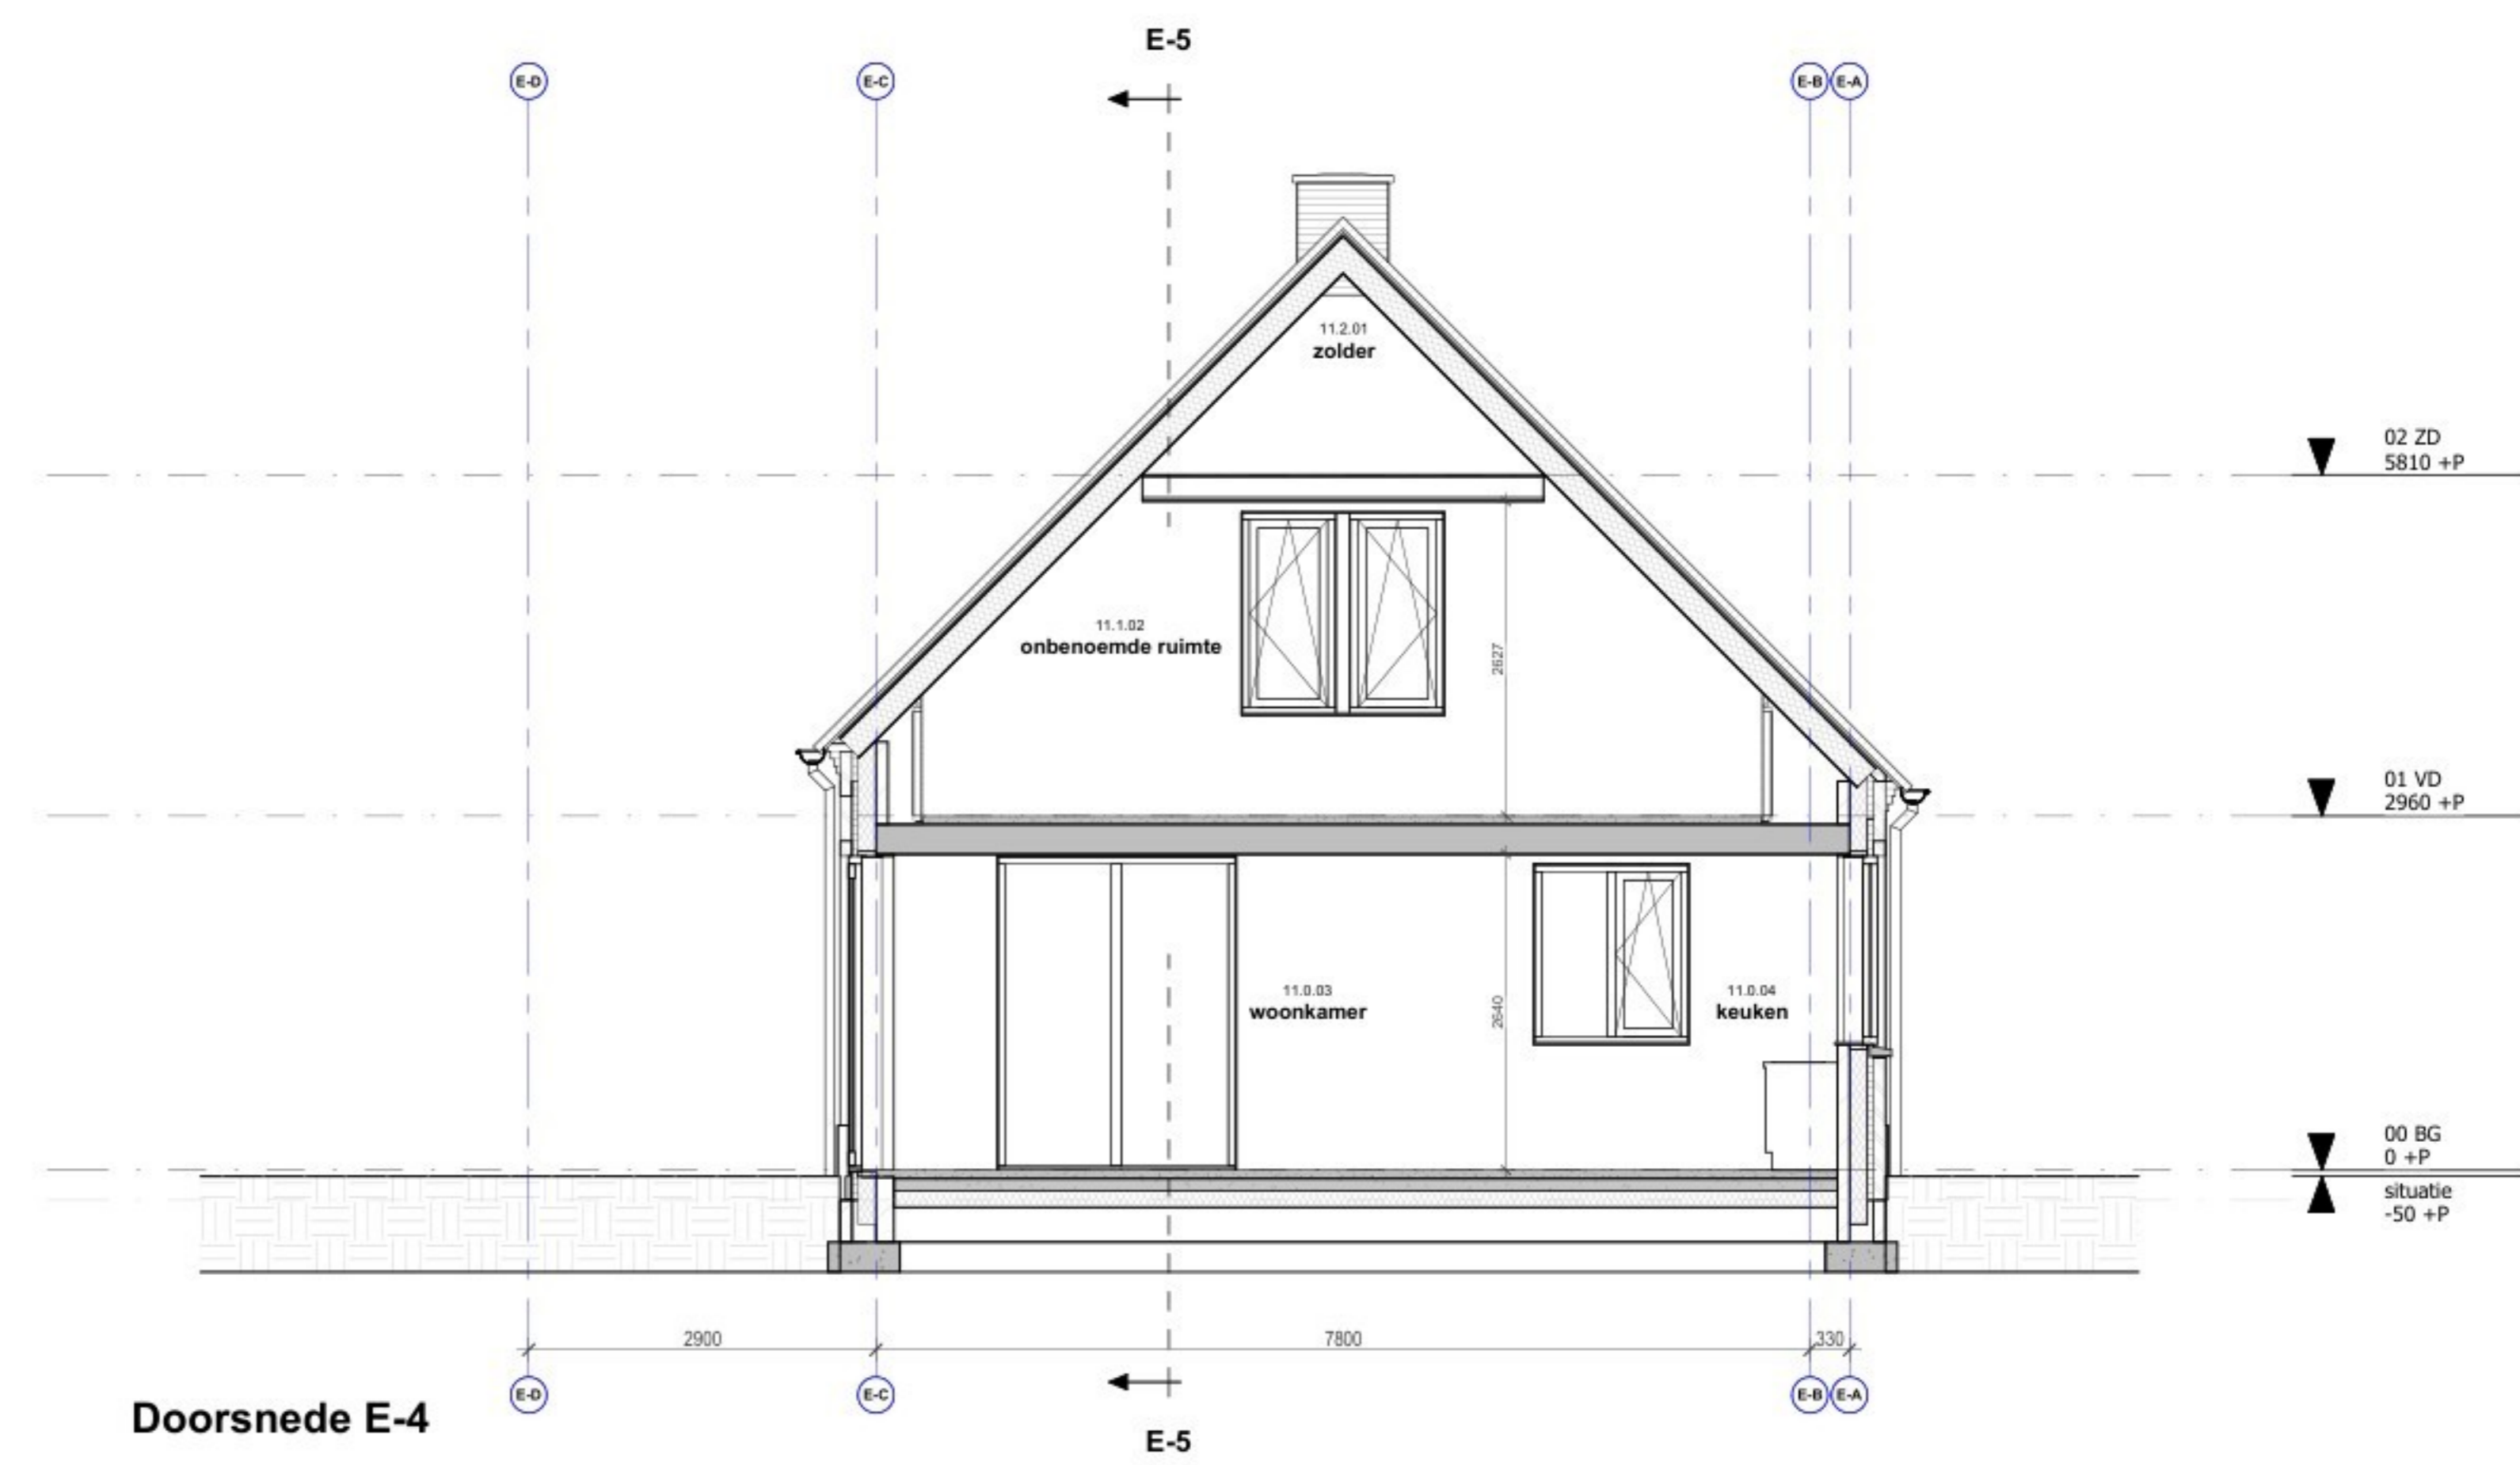 E-5
E-D
E-C
E-B
E-A
11.2.01
zolder
02 ZD
5810 +P
11.1.02
onbenoemde ruimte
2627
01 VD
2960 +P
11.0.03
woonkamer
2640
11.0.04
keuken
00 BG
0 +P
situatie
-50 +P
2900
7800
330
E-D
E-C
E-B
E-A
Doorsnede E-4
E-5